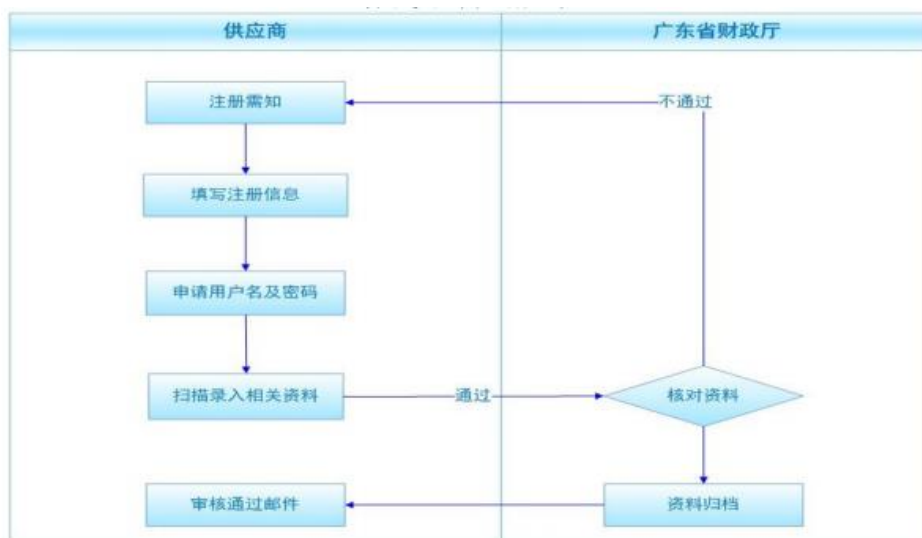 供应商
广东省财政厅
注册需知
不通过
填写注册信息
申请用户名及密码
扫描录入相关资料
通过
核对资料
审核通过邮件
资料归档